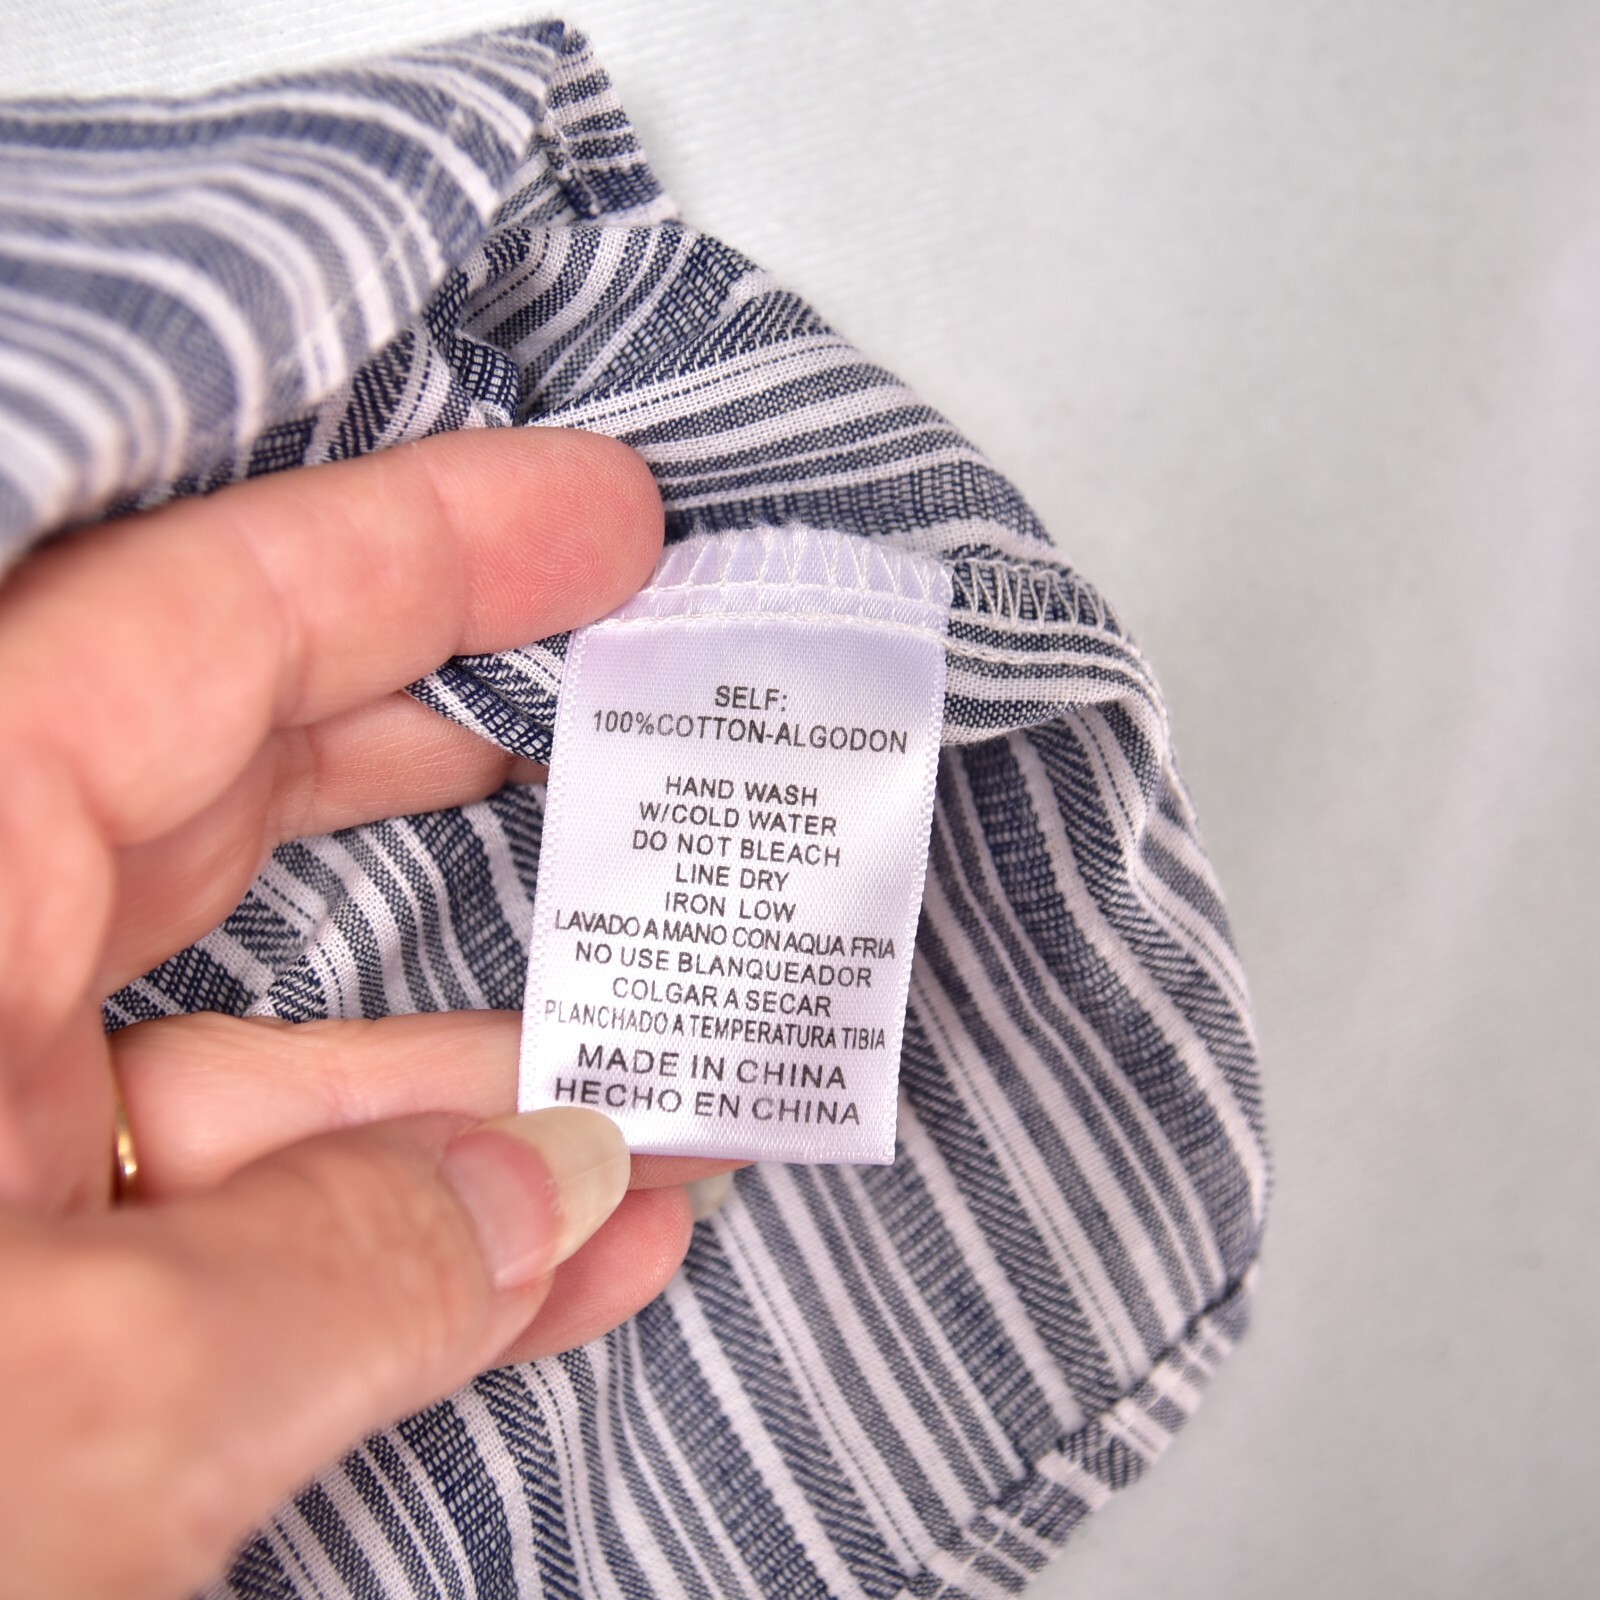 SELF:
100%COTTON-ALGODON
HAND WASH
W/COLD WATER
DO NOT BLEACH
LINE DRY
IRON LOW
LAVADO A MANO CON AQUA FRIA
NO USE BLANQUEADOR
COLGAR A SECAR
PLANCHADO A TEMPERATURA TIBIA
MADE IN CHINA
HECHO EN CHINA